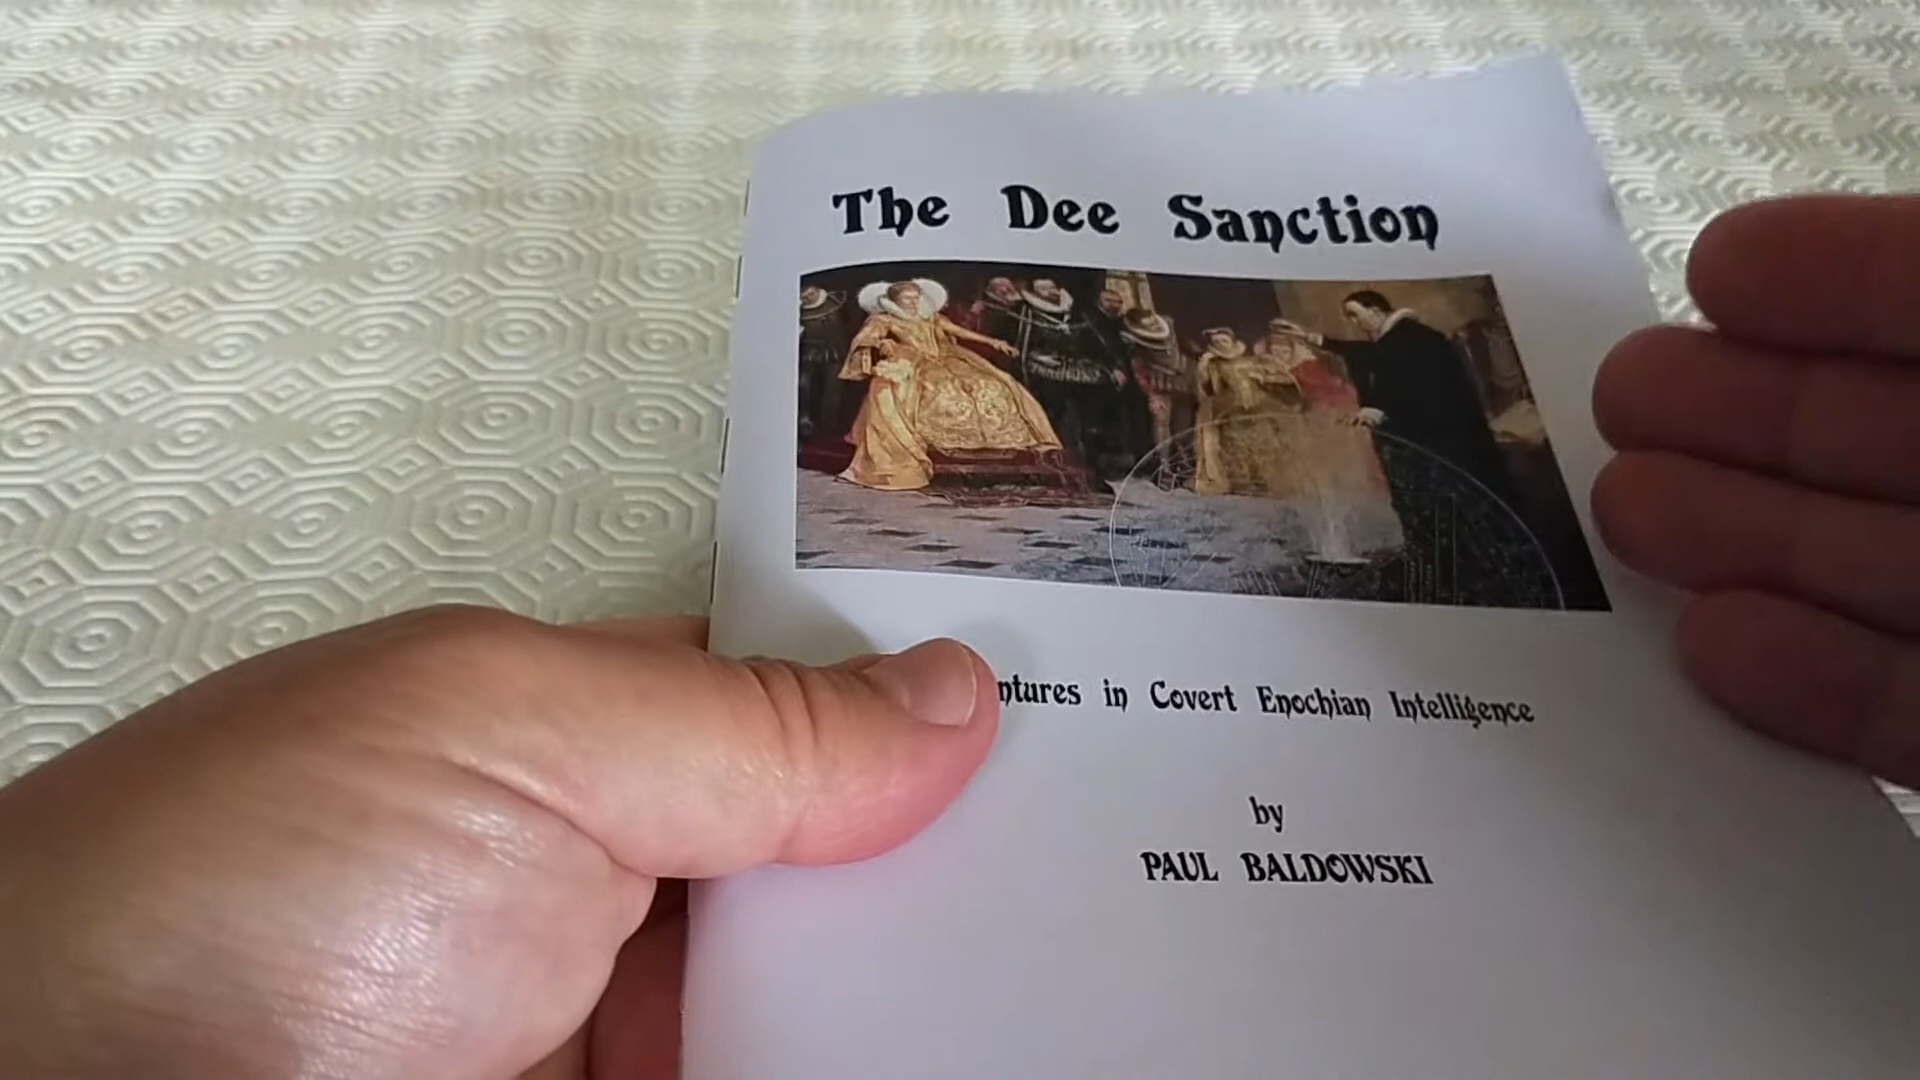 The Dee Sanction
ntures in Covert Enochian Intelligence
by
PAUL BALDOWSKI